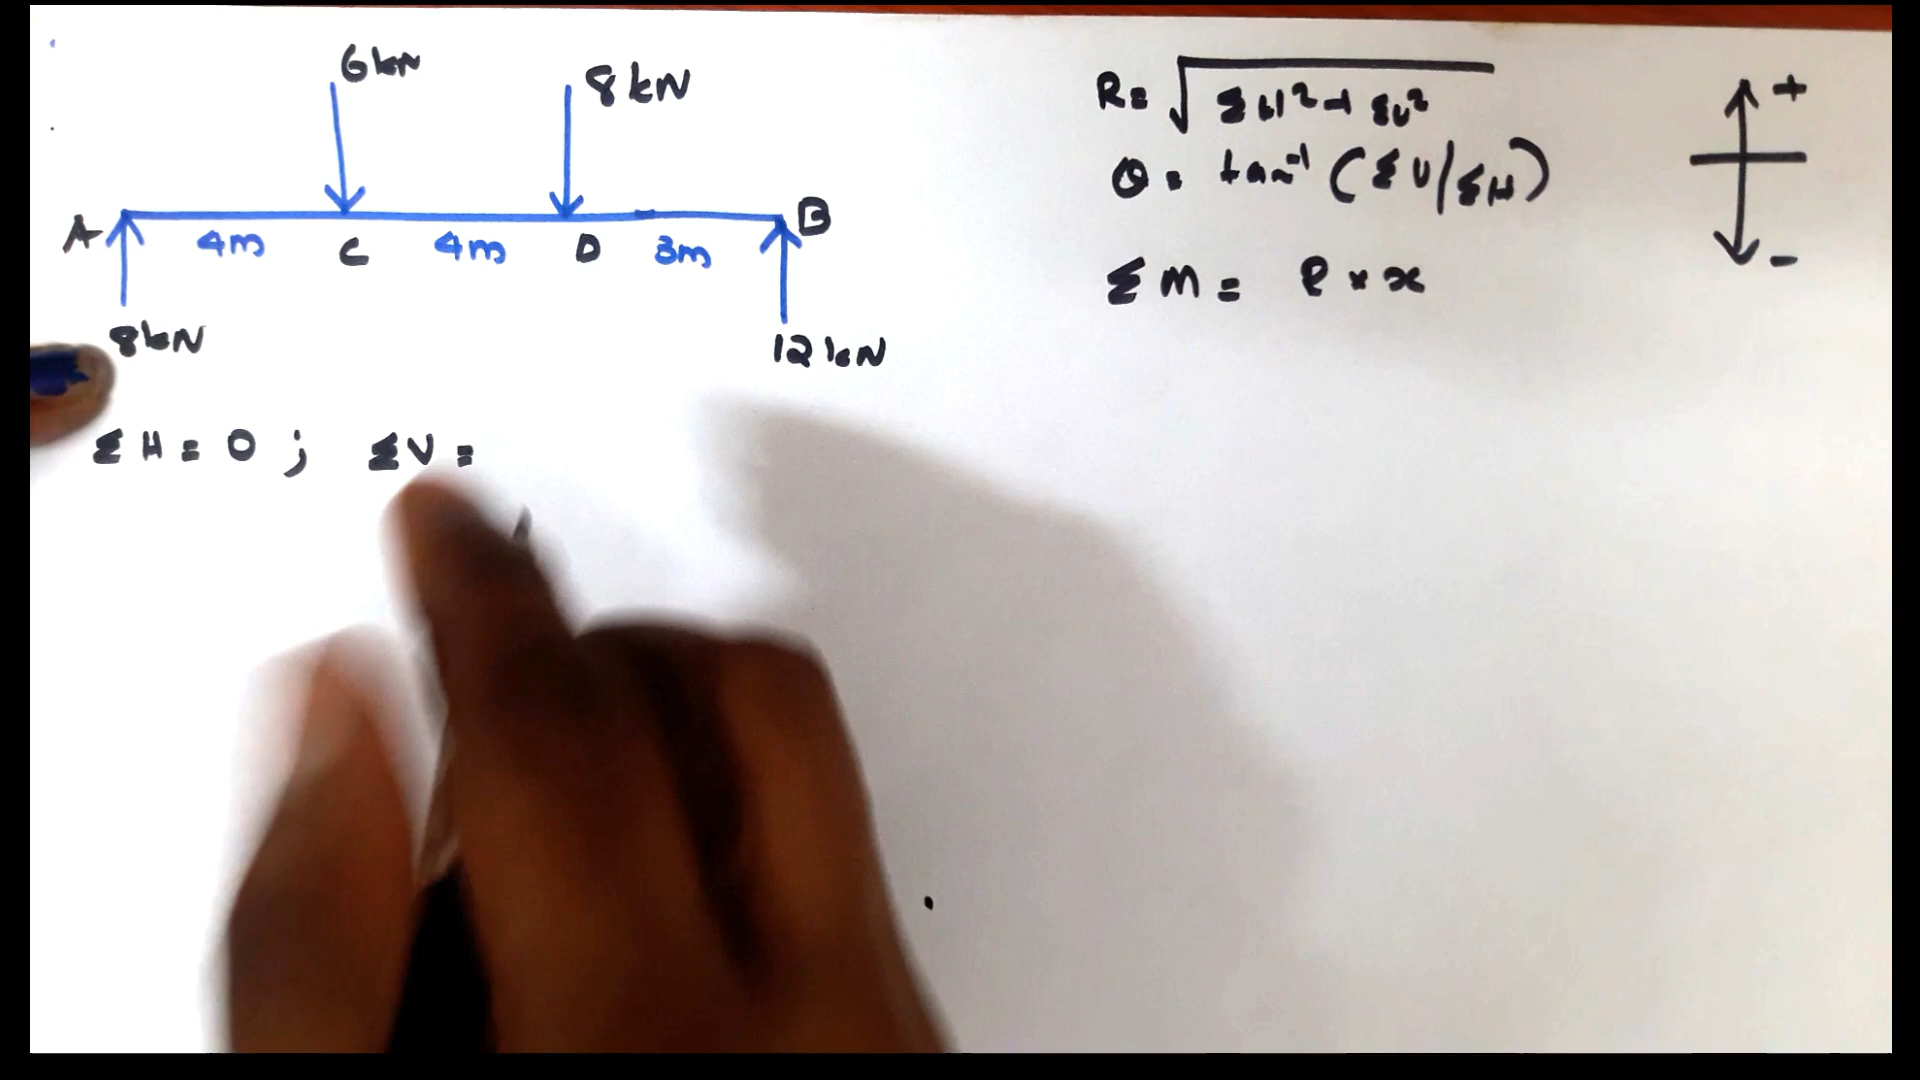 6kN
8kN
A
4m
C
4m
D
3m
B
8kN
12kN
ΣH = 0 ; ΣV =
R = √ΣH²+ΣV²
θ = tan⁻¹ (ΣV/ΣH)
ΣM = P × x
+
-